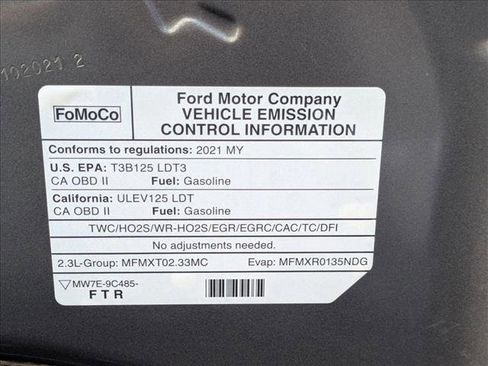 102021 2
FoMoCo
Ford Motor Company
VEHICLE EMISSION
CONTROL INFORMATION
Conforms to regulations: 2021 MY
U.S. EPA: T3B125 LDT3
CA OBD II Fuel: Gasoline
California: ULEV125 LDT
CA OBD II Fuel: Gasoline
TWC/HO2S/WR-HO2S/EGR/EGRC/CAC/TC/DFI
No adjustments needed.
2.3L-Group: MFMXT02.33MC Evap: MFMXR0135NDG
MW7E-9C485-
FTR